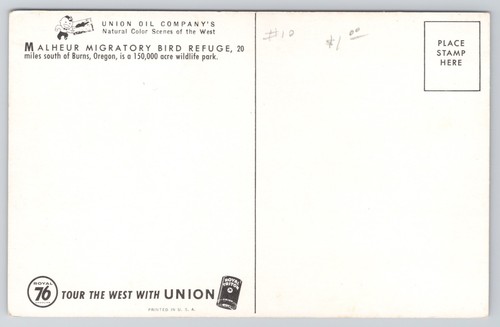 UNION OIL COMPANY'S
Natural Color Scenes of the West
MALHEUR MIGRATORY BIRD REFUGE, 20
miles south of Burns, Oregon, is a 150,000 acre wildlife park.
#10
$1.00
PLACE
STAMP
HERE
ROYAL
76
TOUR THE WEST WITH UNION
ROYAL
TRITON
PRINTED IN U. S. A.